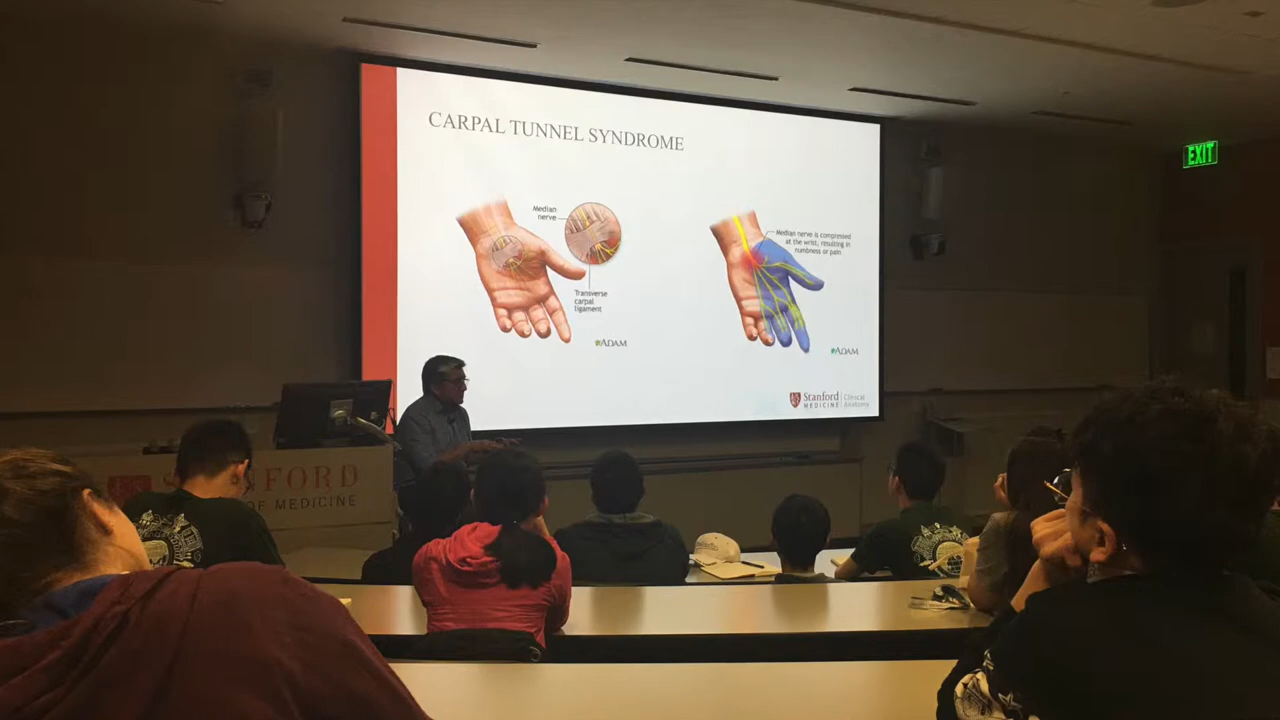 CARPAL TUNNEL SYNDROME
Median
nerve
Transverse
carpal
ligament
ADAM
Median nerve is compressed
at the wrist, resulting in
numbness or pain.
ADAM
Stanford
MEDICINE
Clinical
Anatomy
EXIT
NFORD
OF MEDICINE